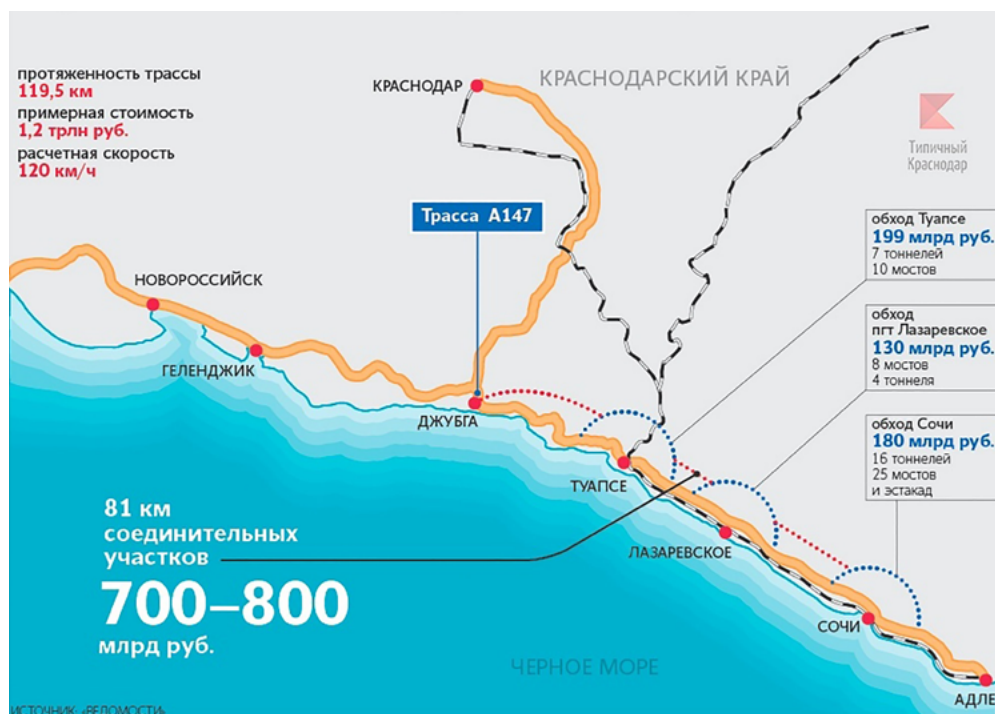 протяженность трассы
119,5 км
примерная стоимость
1,2 трлн руб.
расчетная скорость
120 км/ч
КРАСНОДАР
КРАСНОДАРСКИЙ КРАЙ
Типичный
Краснодар
Трасса А147
обход Туапсе
199 млрд руб.
7 тоннелей
10 мостов
НОВОРОССИЙСК
обход
пгт Лазаревское
130 млрд руб.
8 мостов
4 тоннеля
ГЕЛЕНДЖИК
ДЖУБГА
обход Сочи
180 млрд руб.
16 тоннелей
25 мостов
и эстакад
ТУАПСЕ
81 км
соединительных
участков
700–800
млрд руб.
ЛАЗАРЕВСКОЕ
СОЧИ
ЧЕРНОЕ МОРЕ
АДЛЕ
ИСТОЧНИК: «ВЕДОМОСТИ»